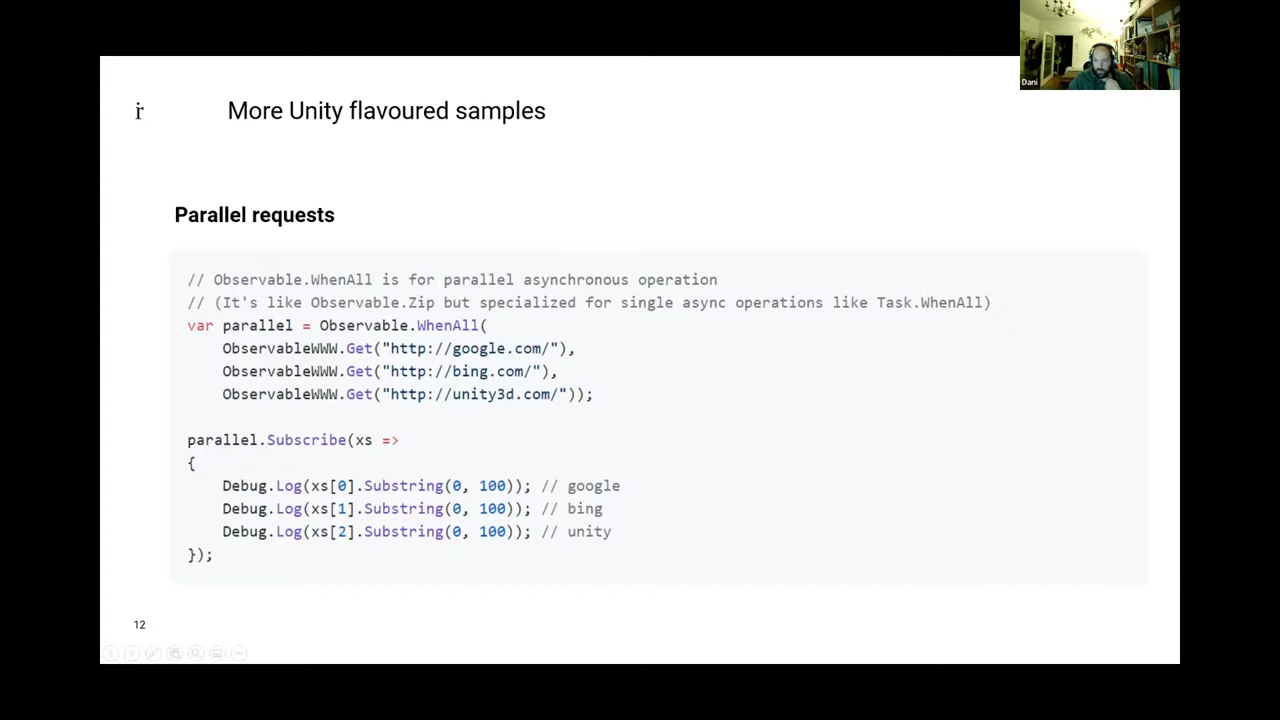 Dani
ṙ
More Unity flavoured samples
Parallel requests
// Observable.WhenAll is for parallel asynchronous operation
// (It's like Observable.Zip but specialized for single async operations like Task.WhenAll)
var parallel = Observable.WhenAll(
    ObservableWWW.Get("http://google.com/"),
    ObservableWWW.Get("http://bing.com/"),
    ObservableWWW.Get("http://unity3d.com/"));
parallel.Subscribe(xs =>
{
    Debug.Log(xs[0].Substring(0, 100)); // google
    Debug.Log(xs[1].Substring(0, 100)); // bing
    Debug.Log(xs[2].Substring(0, 100)); // unity
});
12